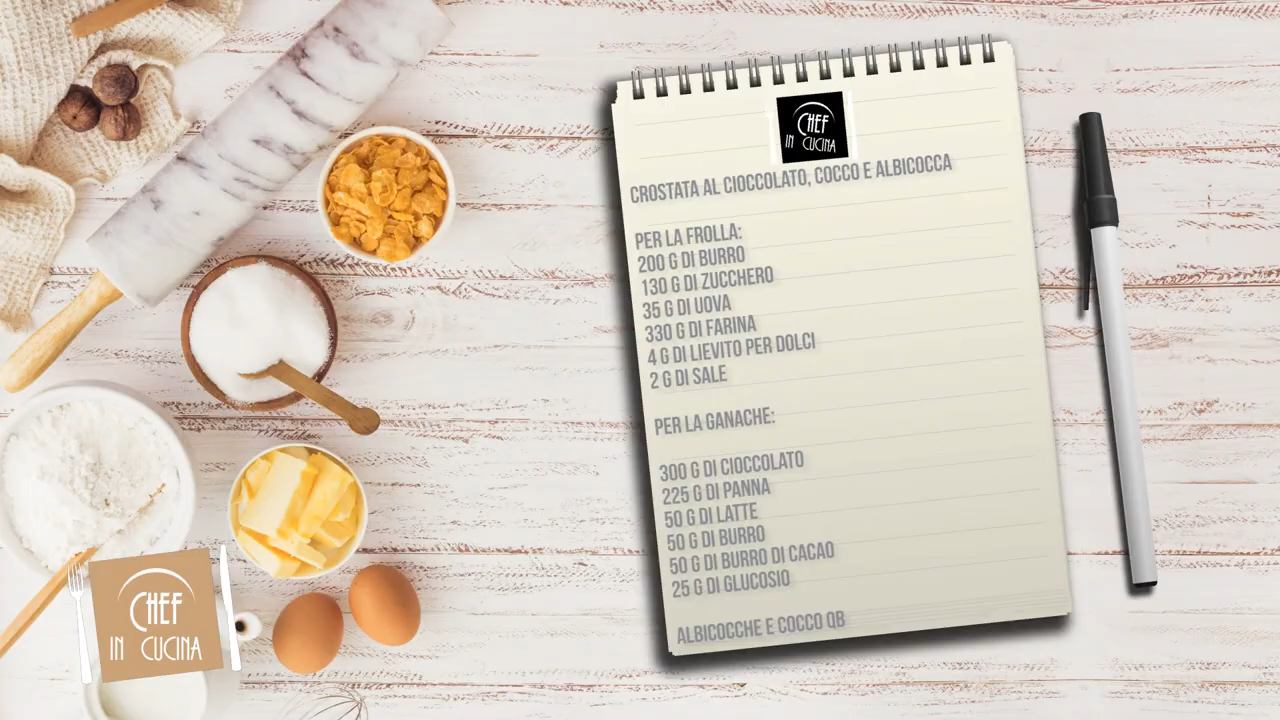 CHEF
IN CUCINA
CROSTATA AL CIOCCOLATO, COCCO E ALBICOCCA
PER LA FROLLA:
200 G DI BURRO
130 G DI ZUCCHERO
35 G DI UOVA
330 G DI FARINA
4 G DI LIEVITO PER DOLCI
2 G DI SALE
PER LA GANACHE:
300 G DI CIOCCOLATO
225 G DI PANNA
50 G DI LATTE
50 G DI BURRO
50 G DI BURRO DI CACAO
25 G DI GLUCOSIO
ALBICOCCHE E COCCO QB
CHEF
IN CUCINA